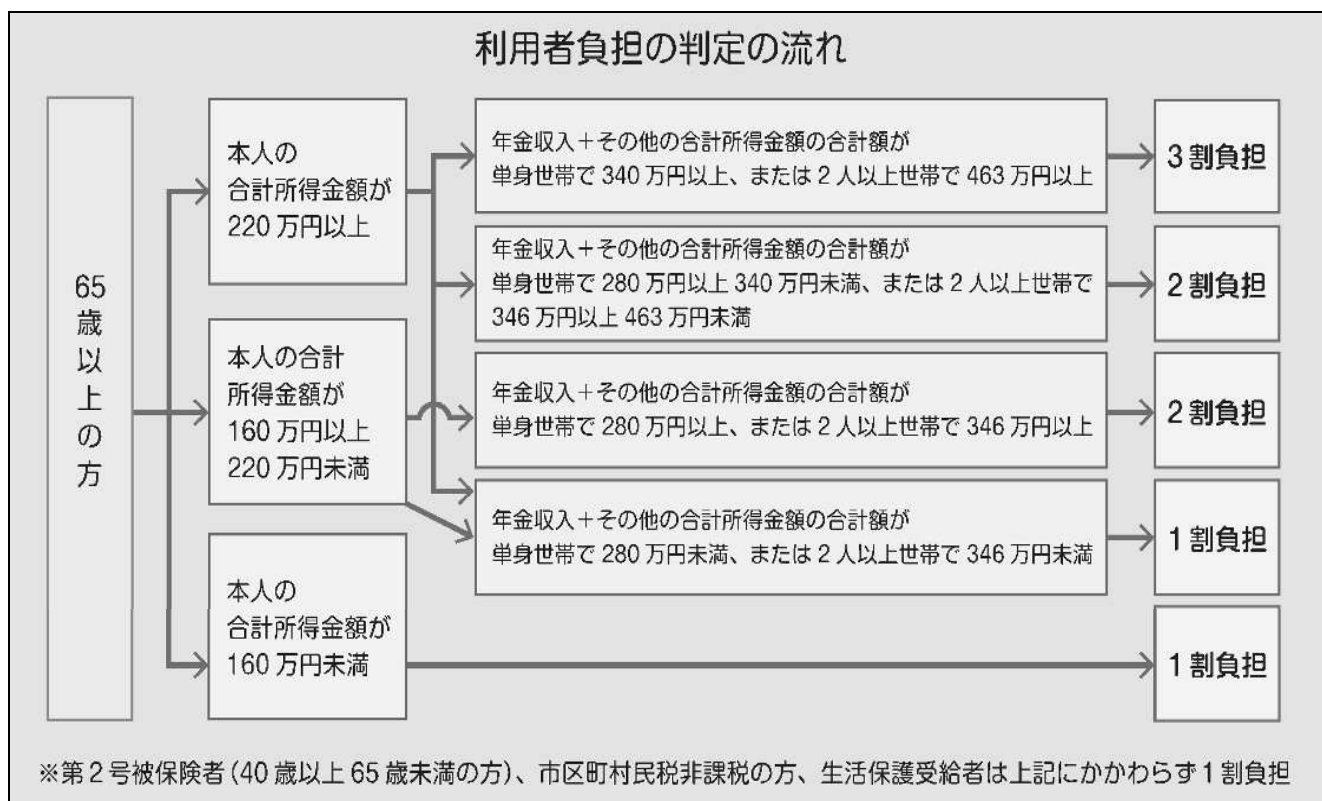 利用者負担の判定の流れ
65歳以上の方
本人の
合計所得金額が
220万円以上
年金収入＋その他の合計所得金額の合計額が
単身世帯で340万円以上、または2人以上世帯で463万円以上
3割負担
年金収入＋その他の合計所得金額の合計額が
単身世帯で280万円以上340万円未満、または2人以上世帯で
346万円以上463万円未満
2割負担
本人の合計
所得金額が
160万円以上
220万円未満
年金収入＋その他の合計所得金額の合計額が
単身世帯で280万円以上、または2人以上世帯で346万円以上
2割負担
年金収入＋その他の合計所得金額の合計額が
単身世帯で280万円未満、または2人以上世帯で346万円未満
1割負担
本人の
合計所得金額が
160万円未満
1割負担
※第2号被保険者(40歳以上65歳未満の方)、市区町村民税非課税の方、生活保護受給者は上記にかかわらず1割負担